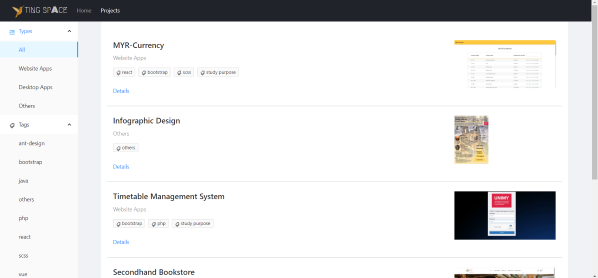 TING SPACE
Home
Projects
Types
All
Website Apps
Desktop Apps
Others
Tags
ant-design
bootstrap
java
others
php
react
scss
vue
MYR-Currency
Website Apps
react
bootstrap
scss
study purpose
Details
Infographic Design
Others
others
Details
Timetable Management System
Website Apps
bootstrap
php
study purpose
Details
UNIMY
Secondhand Bookstore